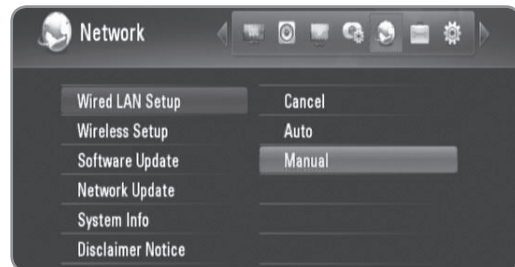 Network
Wired LAN Setup
Cancel
Wireless Setup
Auto
Software Update
Manual
Network Update
System Info
Disclaimer Notice